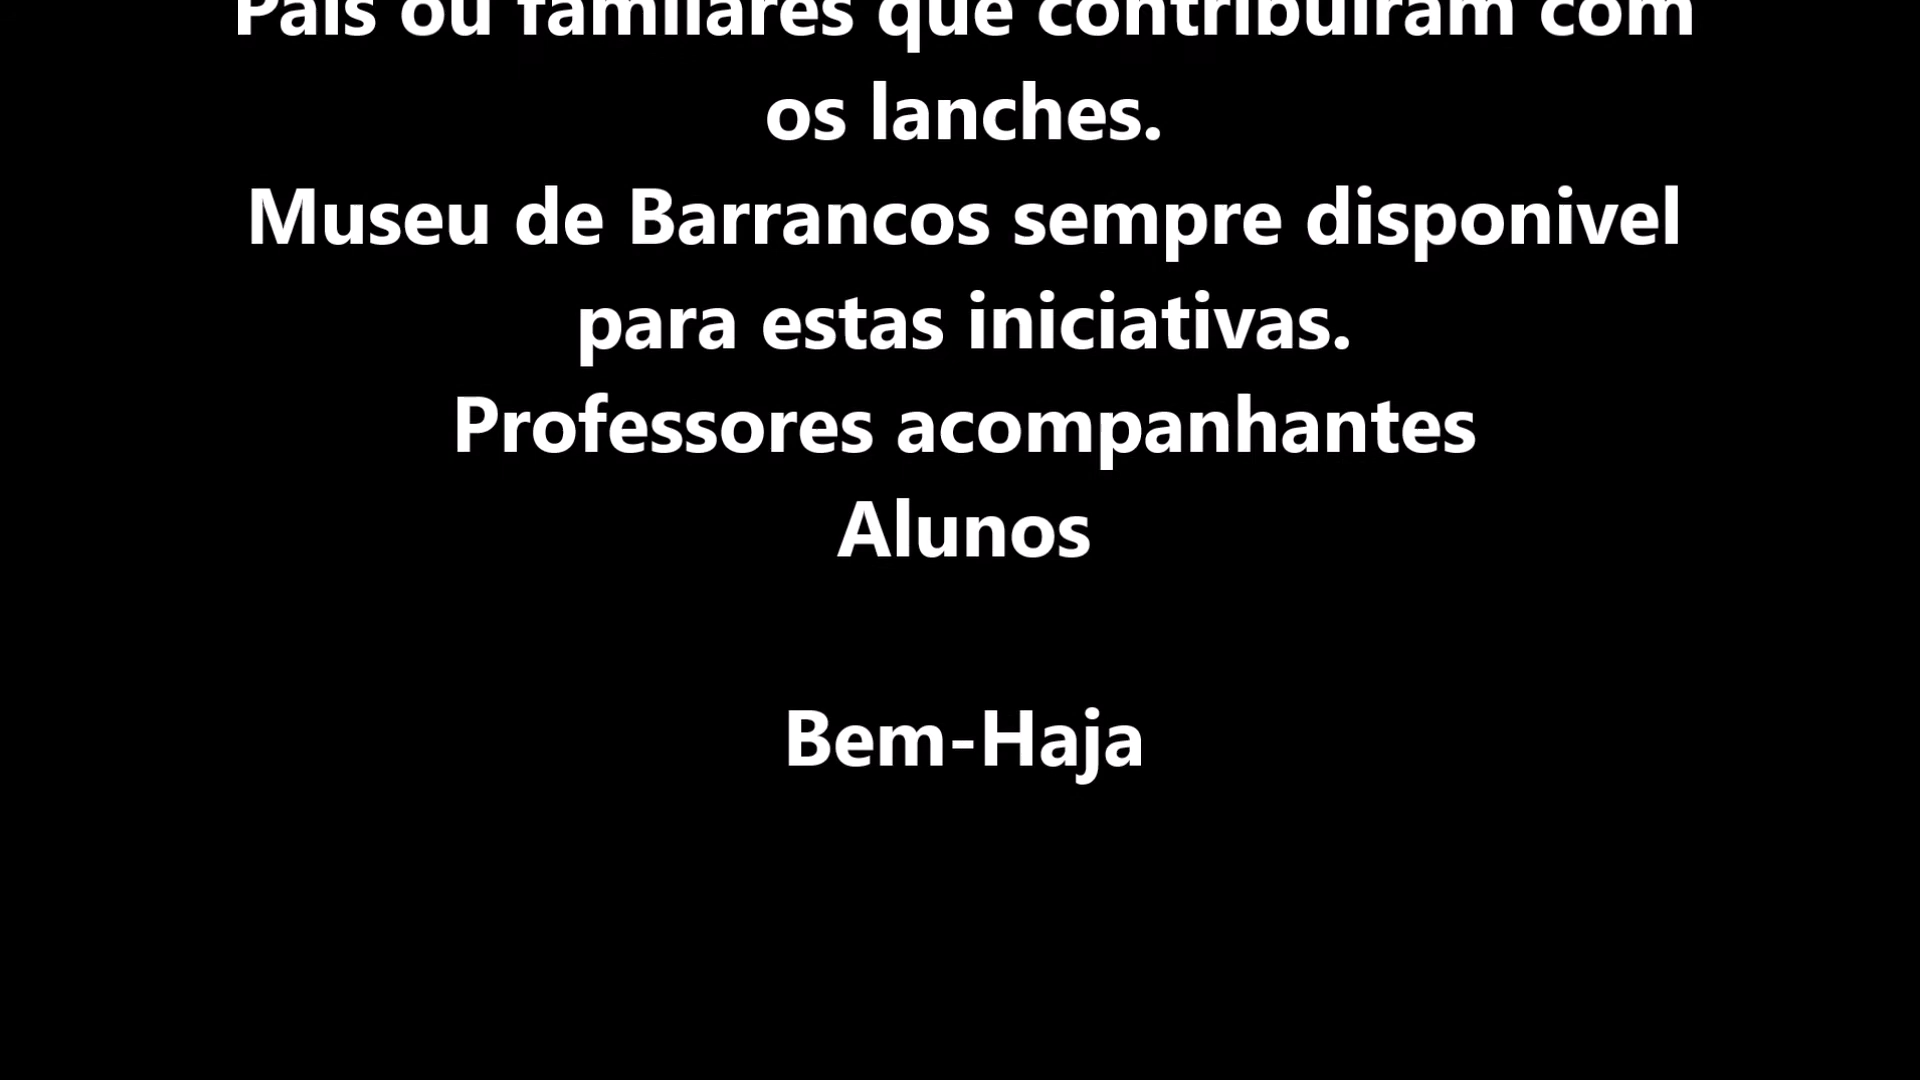 Pais ou familares que contribuiram com
os lanches.
Museu de Barrancos sempre disponivel
para estas iniciativas.
Professores acompanhantes
Alunos
Bem-Haja